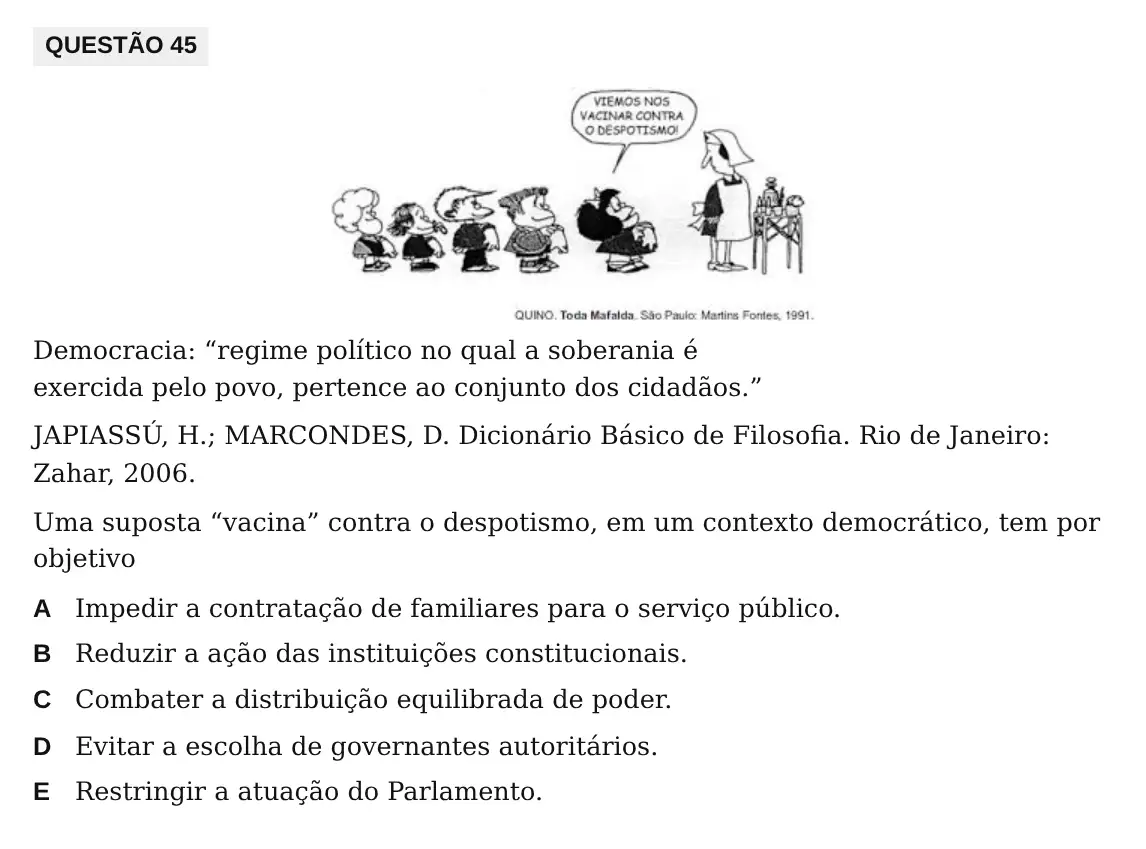 QUESTÃO 45
VIEMOS NOS
VACINAR CONTRA
O DESPOTISMO!
QUINO. Toda Mafalda. São Paulo: Martins Fontes, 1991.
Democracia: “regime político no qual a soberania é
exercida pelo povo, pertence ao conjunto dos cidadãos.”
JAPIASSÚ, H.; MARCONDES, D. Dicionário Básico de Filosofia. Rio de Janeiro:
Zahar, 2006.
Uma suposta “vacina” contra o despotismo, em um contexto democrático, tem por
objetivo
A Impedir a contratação de familiares para o serviço público.
B Reduzir a ação das instituições constitucionais.
C Combater a distribuição equilibrada de poder.
D Evitar a escolha de governantes autoritários.
E Restringir a atuação do Parlamento.